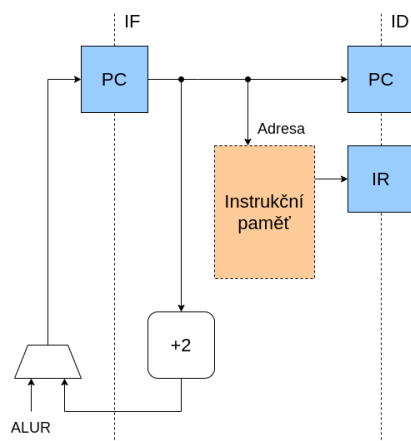 IF
ID
PC
PC
Adresa
IR
Instrukční
paměť
+2
ALUR